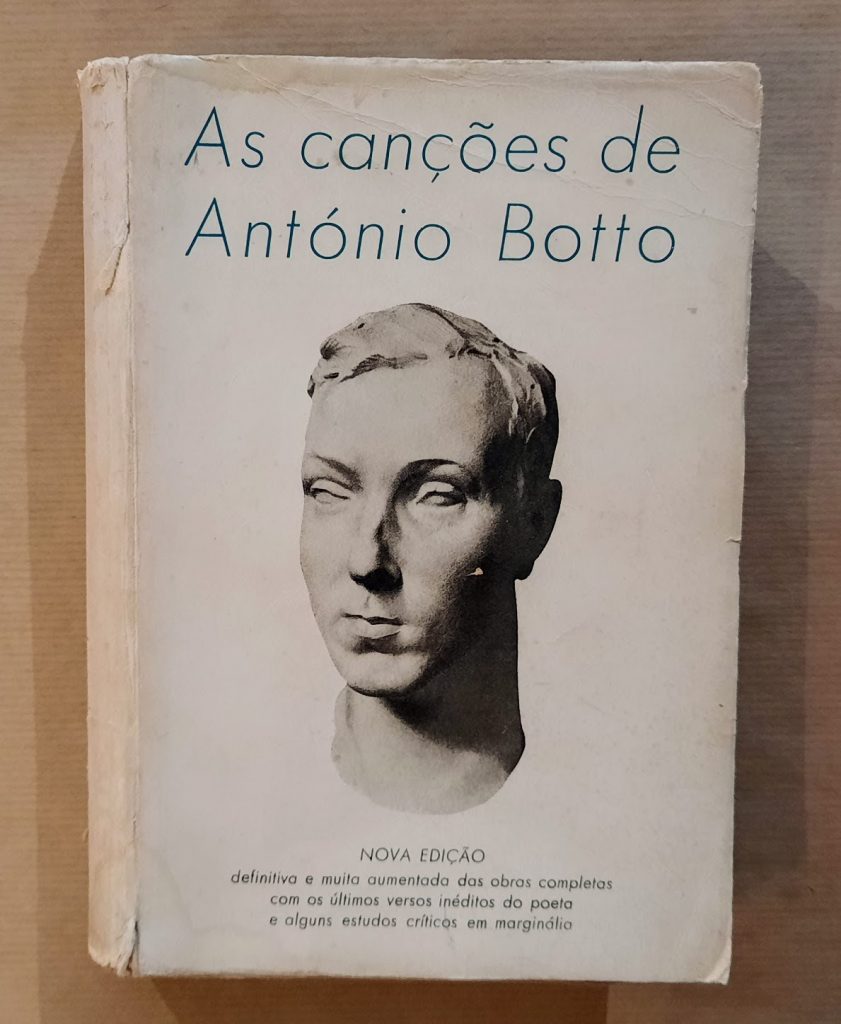 As canções de
António Botto
NOVA EDIÇÃO
definitiva e muita aumentada das obras completas
com os últimos versos inéditos do poeta
e alguns estudos críticos em marginália